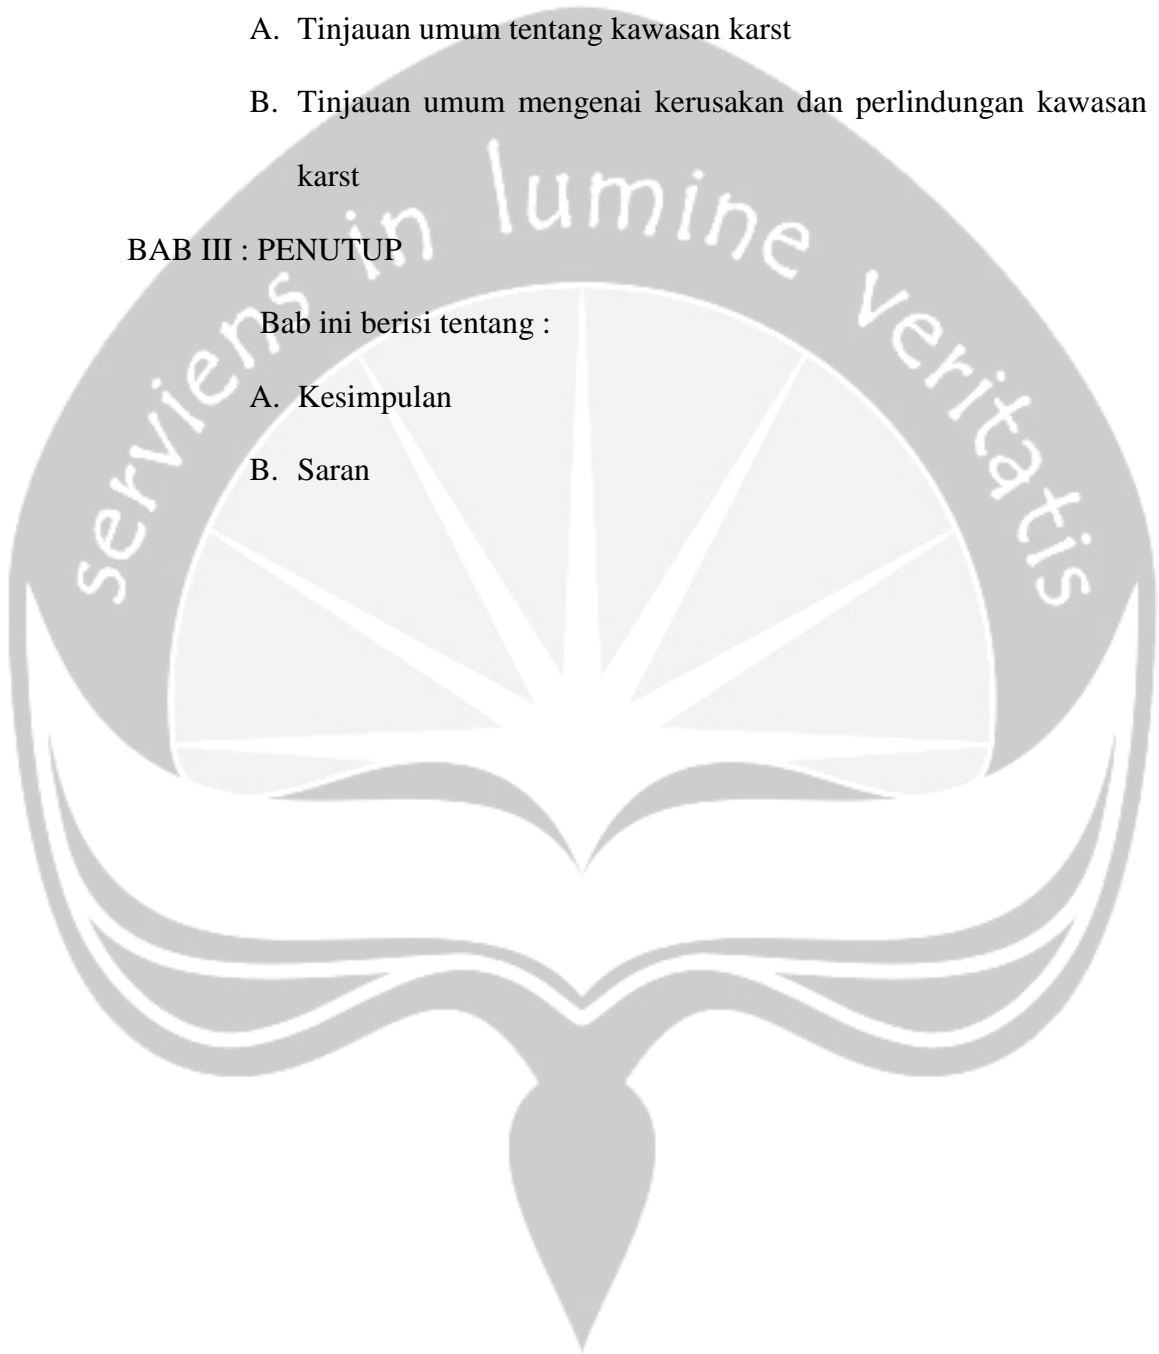 A. Tinjauan umum tentang kawasan karst
B. Tinjauan umum mengenai kerusakan dan perlindungan kawasan
karst
BAB III : PENUTUP
Bab ini berisi tentang :
A. Kesimpulan
B. Saran
serviens in lumine veritatis